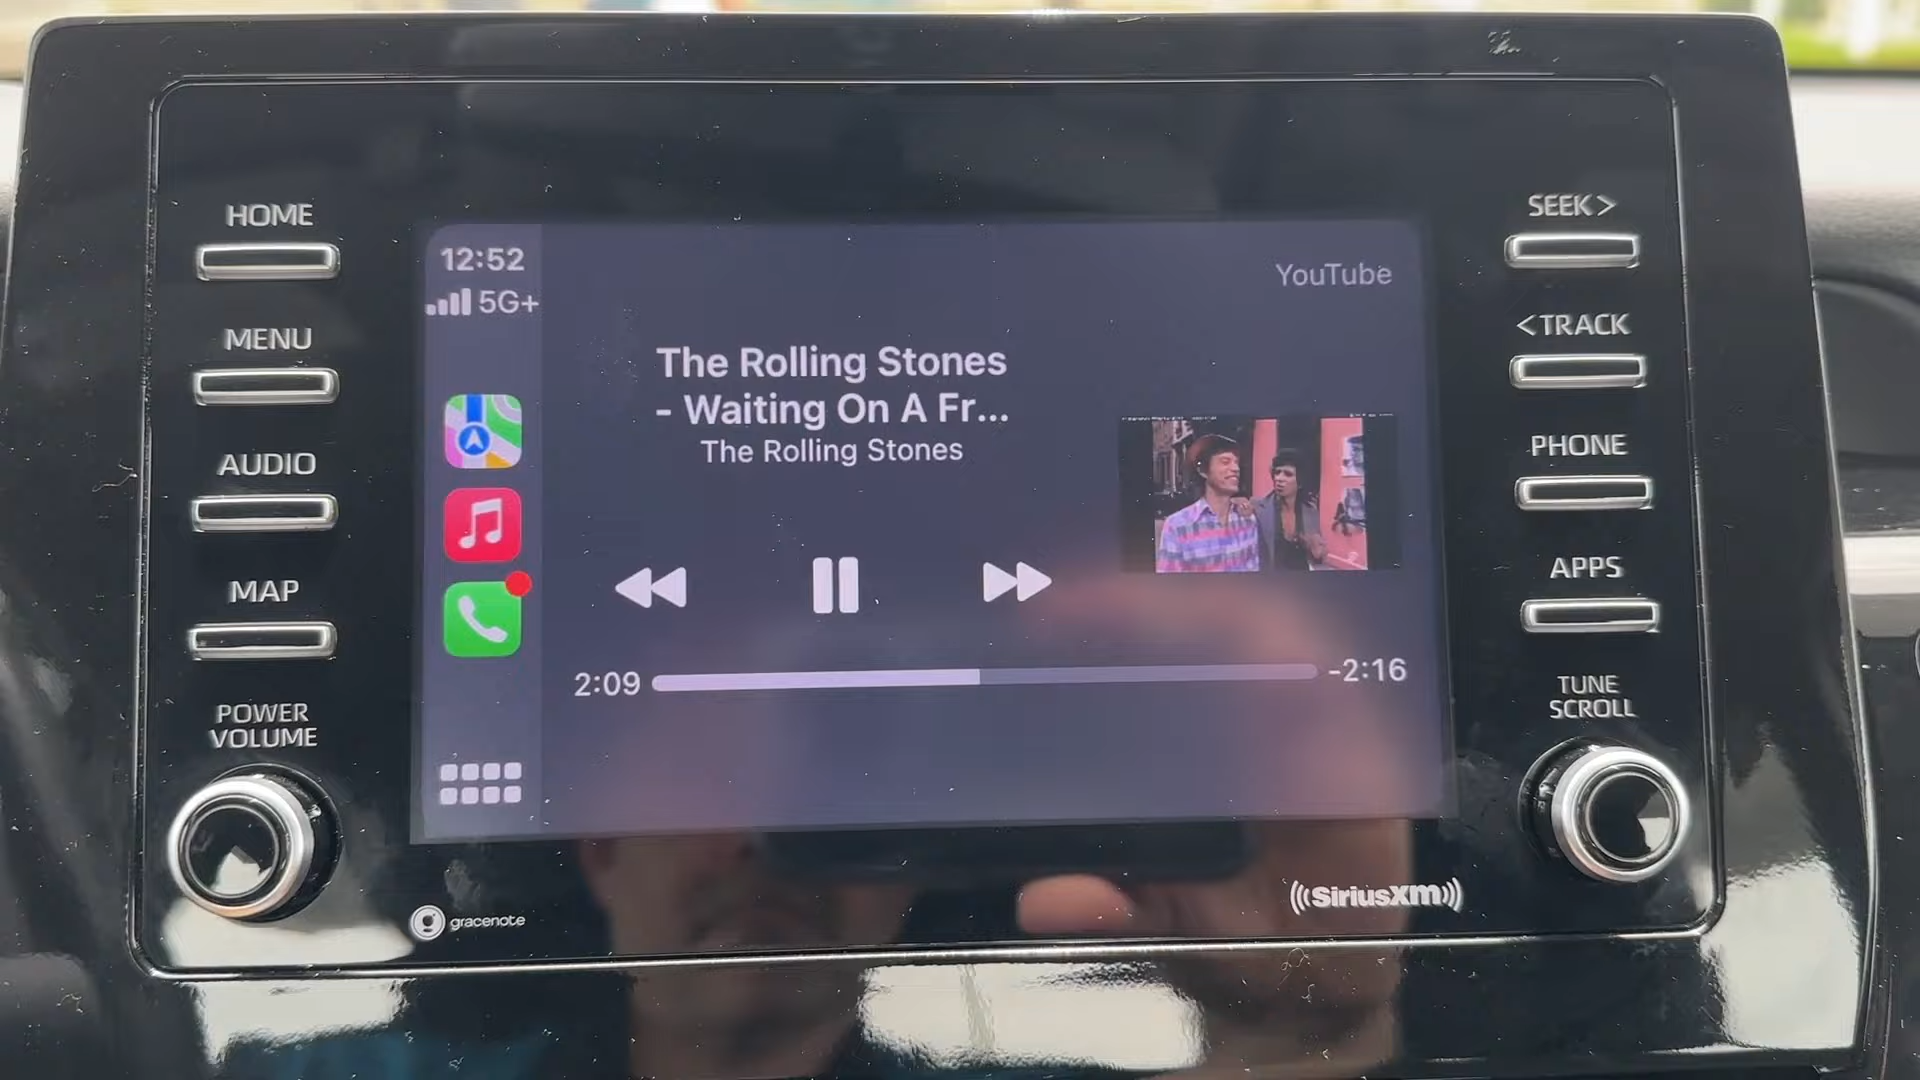 HOME
MENU
AUDIO
MAP
POWER
VOLUME
12:52
5G+
YouTube
The Rolling Stones
- Waiting On A Fr...
The Rolling Stones
2:09
-2:16
SEEK>
<TRACK
PHONE
APPS
TUNE
SCROLL
gracenote
((SiriusXM))